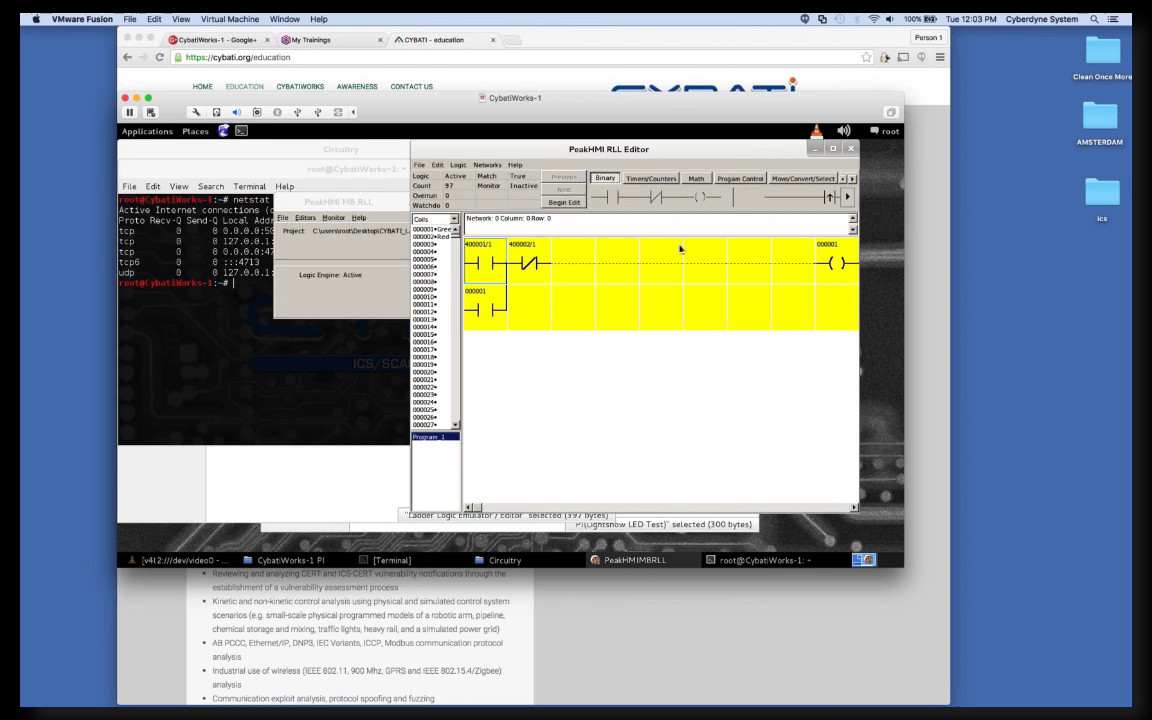 VMware Fusion File Edit View Virtual Machine Window Help 100% Tue 12:03 PM Cyberdyne System
CybatiWorks-1 - Google+ × My Trainings × CYBATI - education × Person 1
https://cybati.org/education
HOME EDUCATION CYBATIWORKS AWARENESS CONTACT US
Clean Once More
AMSTERDAM
ics
CybatiWorks-1
Applications Places root
Circuitry
root@CybatiWorks-1: ~
File Edit View Search Terminal Help
root@CybatiWorks-1:~# netstat
Active Internet connections (
Proto Recv-Q Send-Q Local Addr
tcp 0 0 0.0.0.0:50
tcp 0 0 127.0.0.1:
tcp 0 0 0.0.0.0:47
tcp6 0 0 :::4713
udp 0 0 127.0.0.1:
root@CybatiWorks-1:~#
PeakHMI MB RLL
File Editors Monitor Help
Project: C:\users\root\Desktop\CYBATI_L
Logic Engine: Active
PeakHMI RLL Editor
File Edit Logic Networks Help
Logic Active Match True Previous Binary Timers/Counters Math Progam Control Move/Convert/Select
Count 97 Monitor Inactive Next
Overrun 0 Begin Edit
Watchdo 0
Coils Network: 0 Column: 0 Row: 0
000001•Gree
000002•Red
000003•
000004•
000005•
000006•
000007•
000008•
000009•
000010•
000011•
000012•
000013•
000014•
000015•
000016•
000017•
000018•
000019•
000020•
000021•
000022•
000023•
000024•
000025•
000026•
000027•
Program_1
400001/1 400002/1 000001
000001
"Ladder Logic Emulator / Editor" selected (397 bytes)
PI(Lightshow LED Test)" selected (300 bytes)
[v4l2:///dev/video0 - ... CybatiWorks-1 PI [Terminal] Circuitry PeakHMIMBRLL root@CybatiWorks-1: ~
• Reviewing and analyzing CERT and ICS-CERT vulnerability notifications through the
establishment of a vulnerability assessment process
• Kinetic and non-kinetic control analysis using physical and simulated control system
scenarios (e.g. small-scale physical programmed models of a robotic arm, pipeline,
chemical storage and mixing, traffic lights, heavy rail, and a simulated power grid)
• AB PCCC, Ethernet/IP, DNP3, IEC Variants, ICCP, Modbus communication protocol
analysis
• Industrial use of wireless (IEEE 802.11, 900 Mhz, GPRS and IEEE 802.15.4/Zigbee)
analysis
• Communication exploit analysis, protocol spoofing and fuzzing